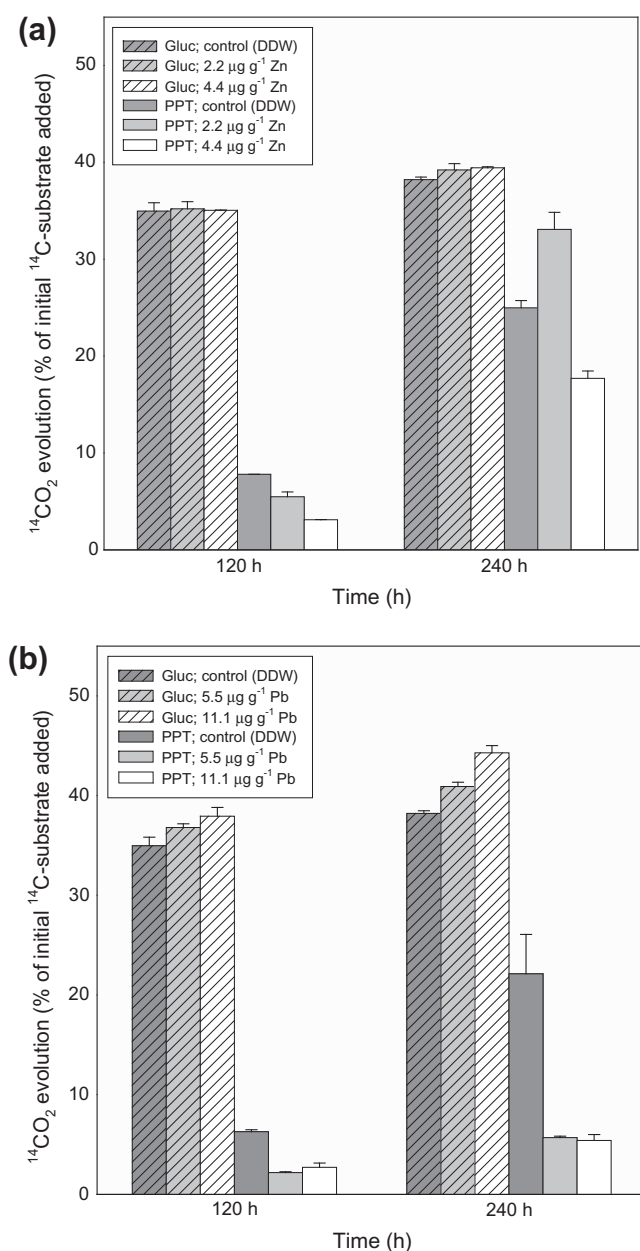 (a)
Gluc; control (DDW)
Gluc; 2.2 μg g⁻¹ Zn
Gluc; 4.4 μg g⁻¹ Zn
PPT; control (DDW)
PPT; 2.2 μg g⁻¹ Zn
PPT; 4.4 μg g⁻¹ Zn
¹⁴CO₂ evolution (% of initial ¹⁴C-substrate added)
50
40
30
20
10
0
120 h
240 h
Time (h)
(b)
Gluc; control (DDW)
Gluc; 5.5 μg g⁻¹ Pb
Gluc; 11.1 μg g⁻¹ Pb
PPT; control (DDW)
PPT; 5.5 μg g⁻¹ Pb
PPT; 11.1 μg g⁻¹ Pb
¹⁴CO₂ evolution (% of initial ¹⁴C-substrate added)
50
40
30
20
10
0
120 h
240 h
Time (h)